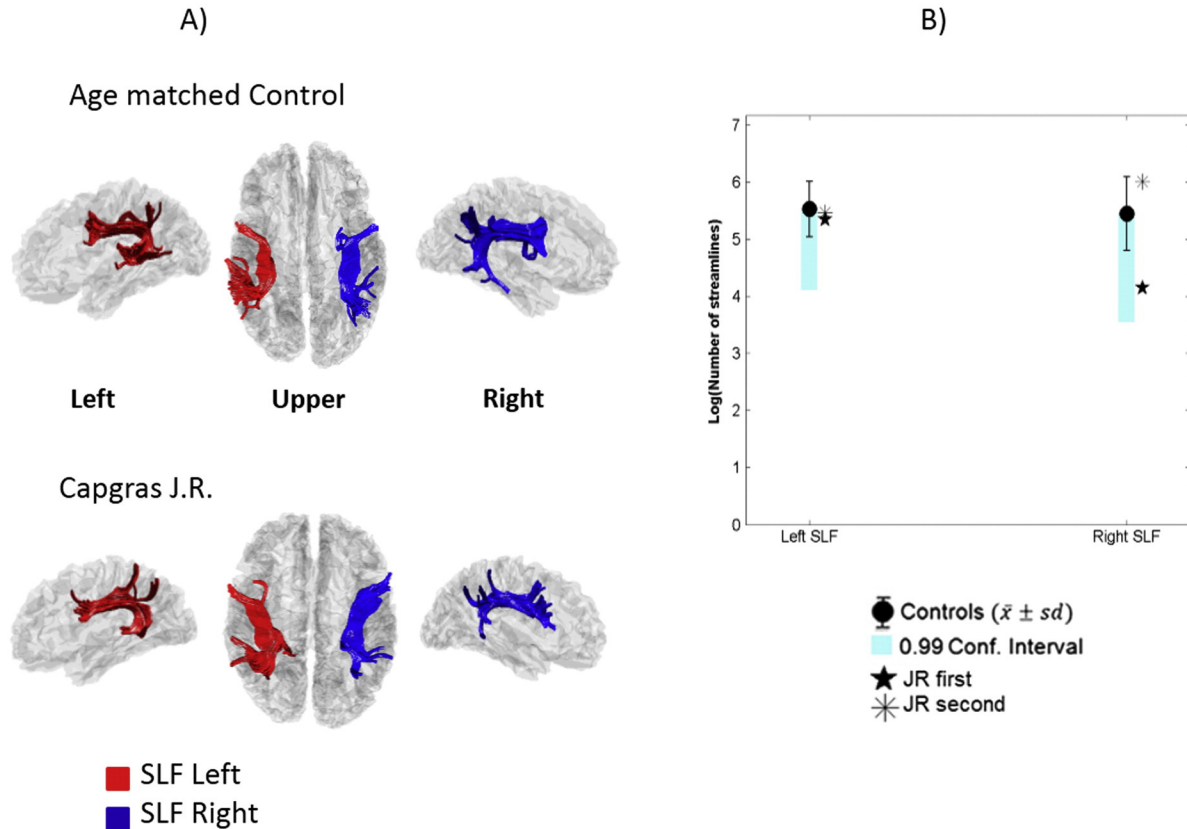 A)
Age matched Control
Left Upper Right
Capgras J.R.
SLF Left
SLF Right
B)
Log(Number of streamlines)
7
6
5
4
3
2
1
0
Left SLF Right SLF
Controls (x̄ ± sd)
0.99 Conf. Interval
JR first
JR second